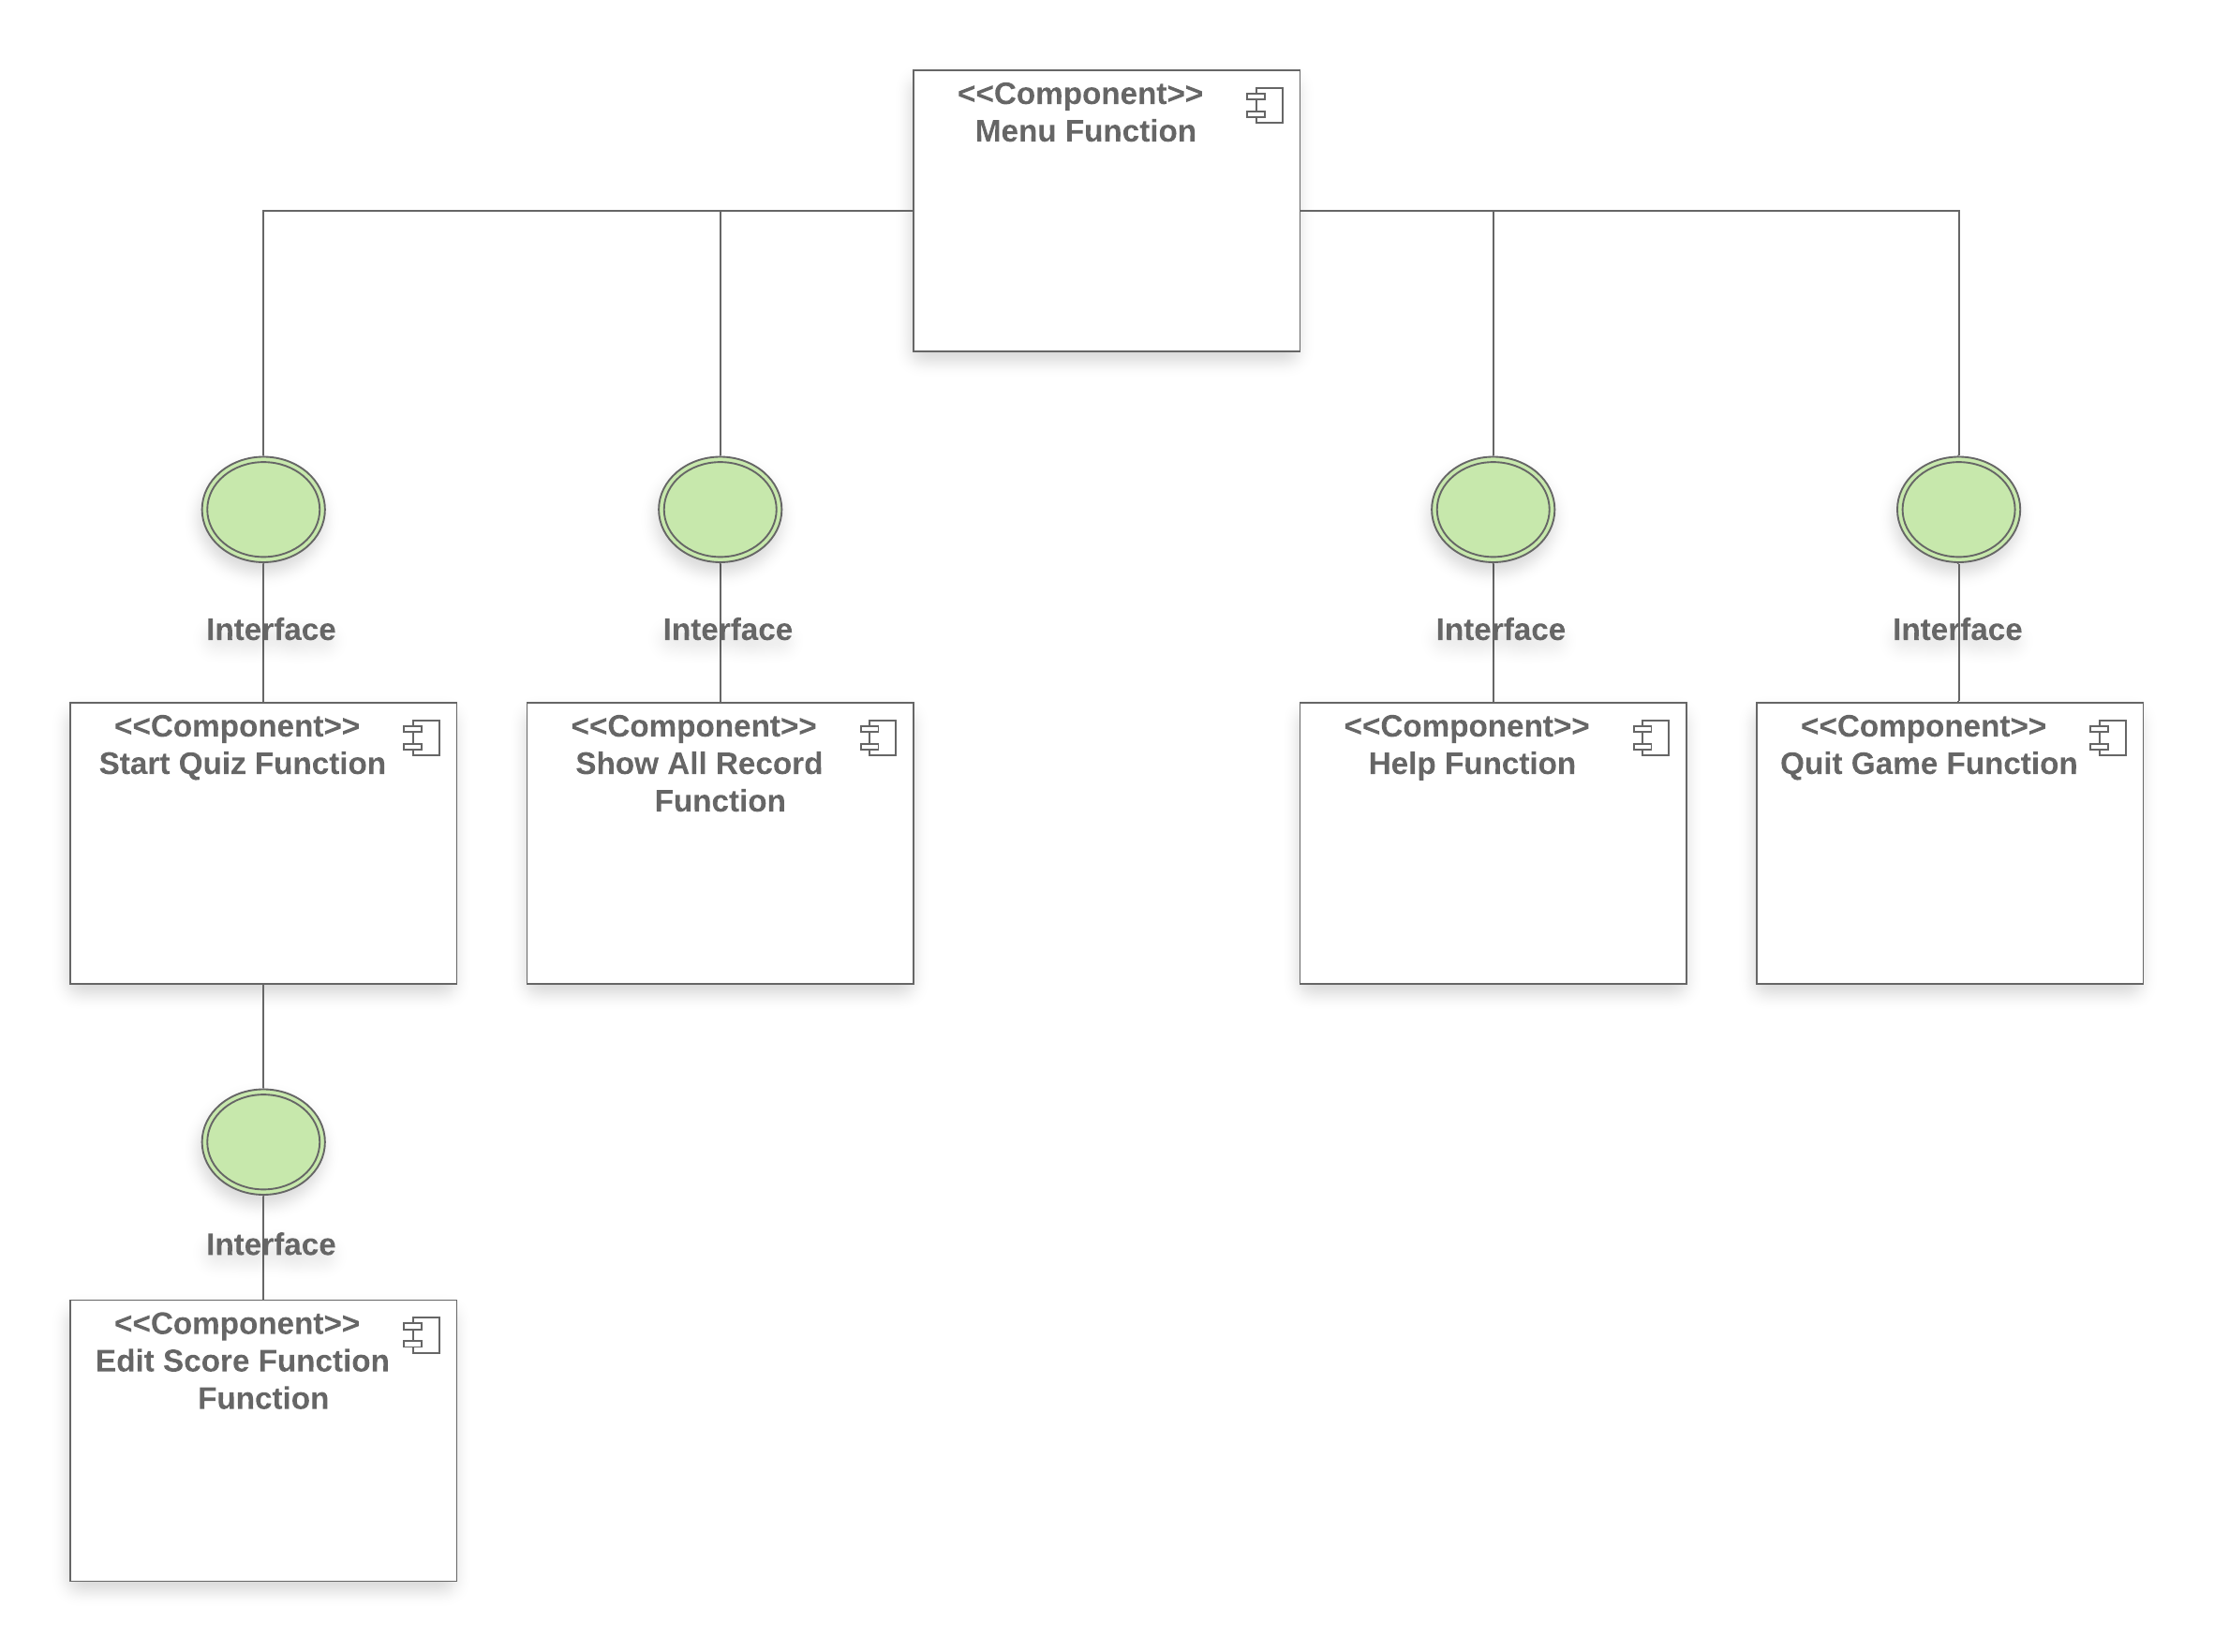 <<Component>>
Menu Function
Interface
Interface
Interface
Interface
<<Component>>
Start Quiz Function
<<Component>>
Show All Record
Function
<<Component>>
Help Function
<<Component>>
Quit Game Function
Interface
<<Component>>
Edit Score Function
Function